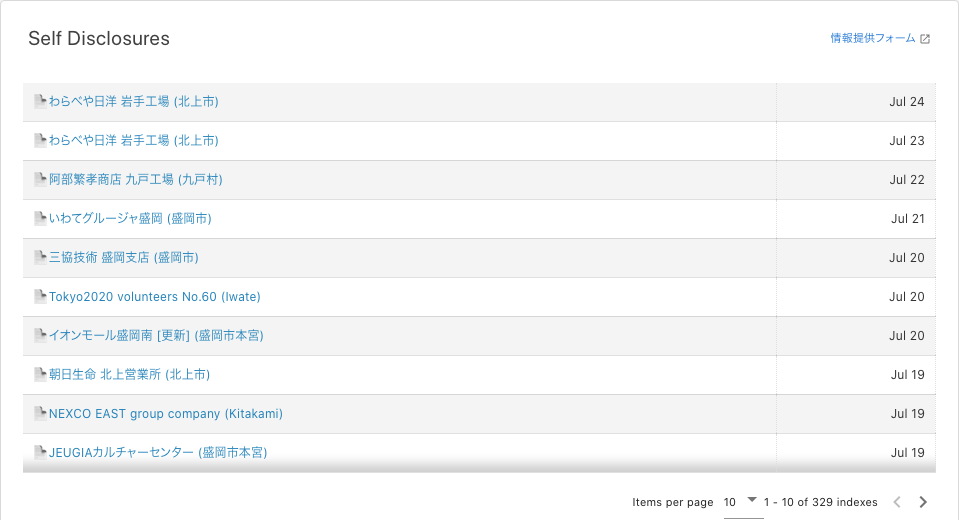 Self Disclosures
情報提供フォーム
わらべや日洋 岩手工場 (北上市) Jul 24
わらべや日洋 岩手工場 (北上市) Jul 23
阿部繁孝商店 九戸工場 (九戸村) Jul 22
いわてグルージャ盛岡 (盛岡市) Jul 21
三協技術 盛岡支店 (盛岡市) Jul 20
Tokyo2020 volunteers No.60 (Iwate) Jul 20
イオンモール盛岡南 [更新] (盛岡市本宮) Jul 20
朝日生命 北上営業所 (北上市) Jul 19
NEXCO EAST group company (Kitakami) Jul 19
JEUGIAカルチャーセンター (盛岡市本宮) Jul 19
Items per page 10 1 - 10 of 329 indexes